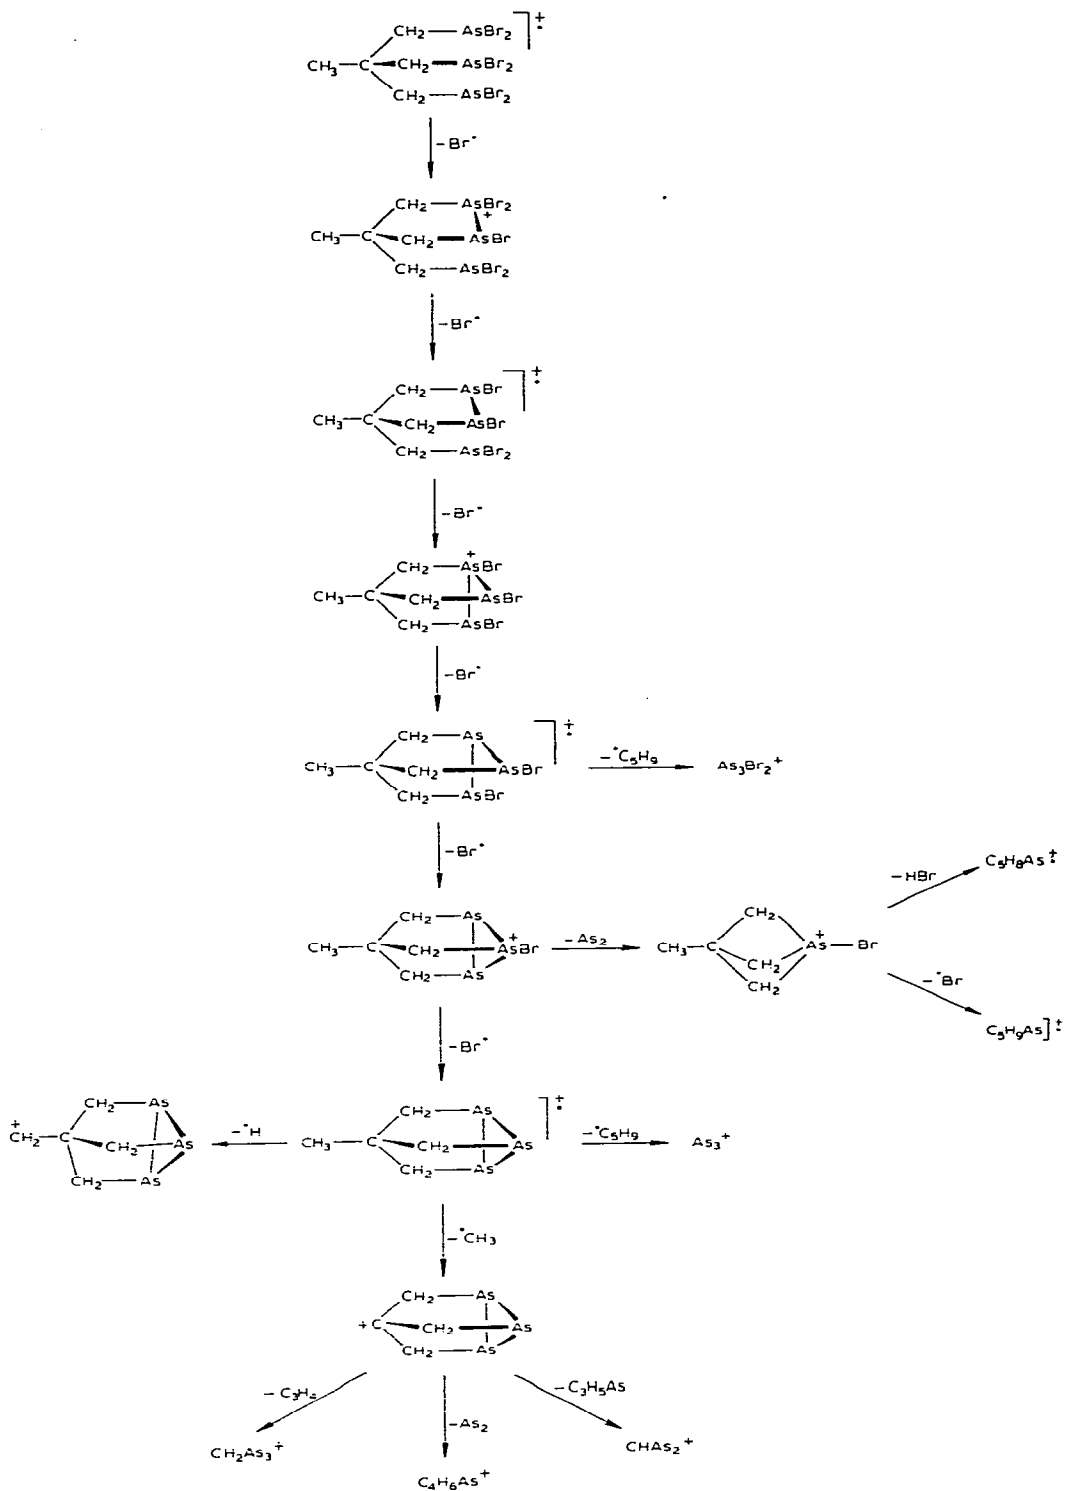 CH2—AsBr2 ]+•
CH3—C CH2—AsBr2
CH2—AsBr2
–Br•
CH2—AsBr2
+
CH3—C CH2—AsBr
CH2—AsBr2
–Br•
CH2—AsBr ]+•
CH3—C CH2—AsBr
CH2—AsBr2
–Br•
+
CH2—AsBr
CH3—C CH2—AsBr
CH2—AsBr
–Br•
CH2—As ]+•
CH3—C CH2—AsBr –•C5H9 As3Br2+
CH2—AsBr
–Br•
–HBr C5H8As+•
CH2—As CH2
CH3—C CH2—As+Br –As2 CH3—C As+—Br
CH2—As CH2
CH2
–•Br
C5H9As]+•
–Br•
CH2—As CH2—As ]+•
+CH2—C CH2—As –•H CH3—C CH2—As –•C5H9 As3+
CH2—As CH2—As
–•CH3
CH2—As
+C CH2—As
CH2—As
–C3H4 –As2 –C3H5As
CH2As3+
C4H6As+
CHAs2+